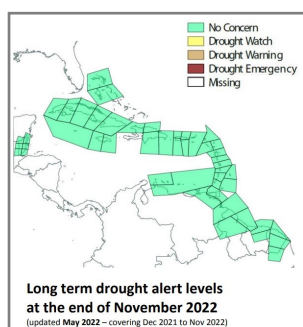 No Concern
Drought Watch
Drought Warning
Drought Emergency
Missing
Long term drought alert levels
at the end of November 2022
(updated May 2022 – covering Dec 2021 to Nov 2022)